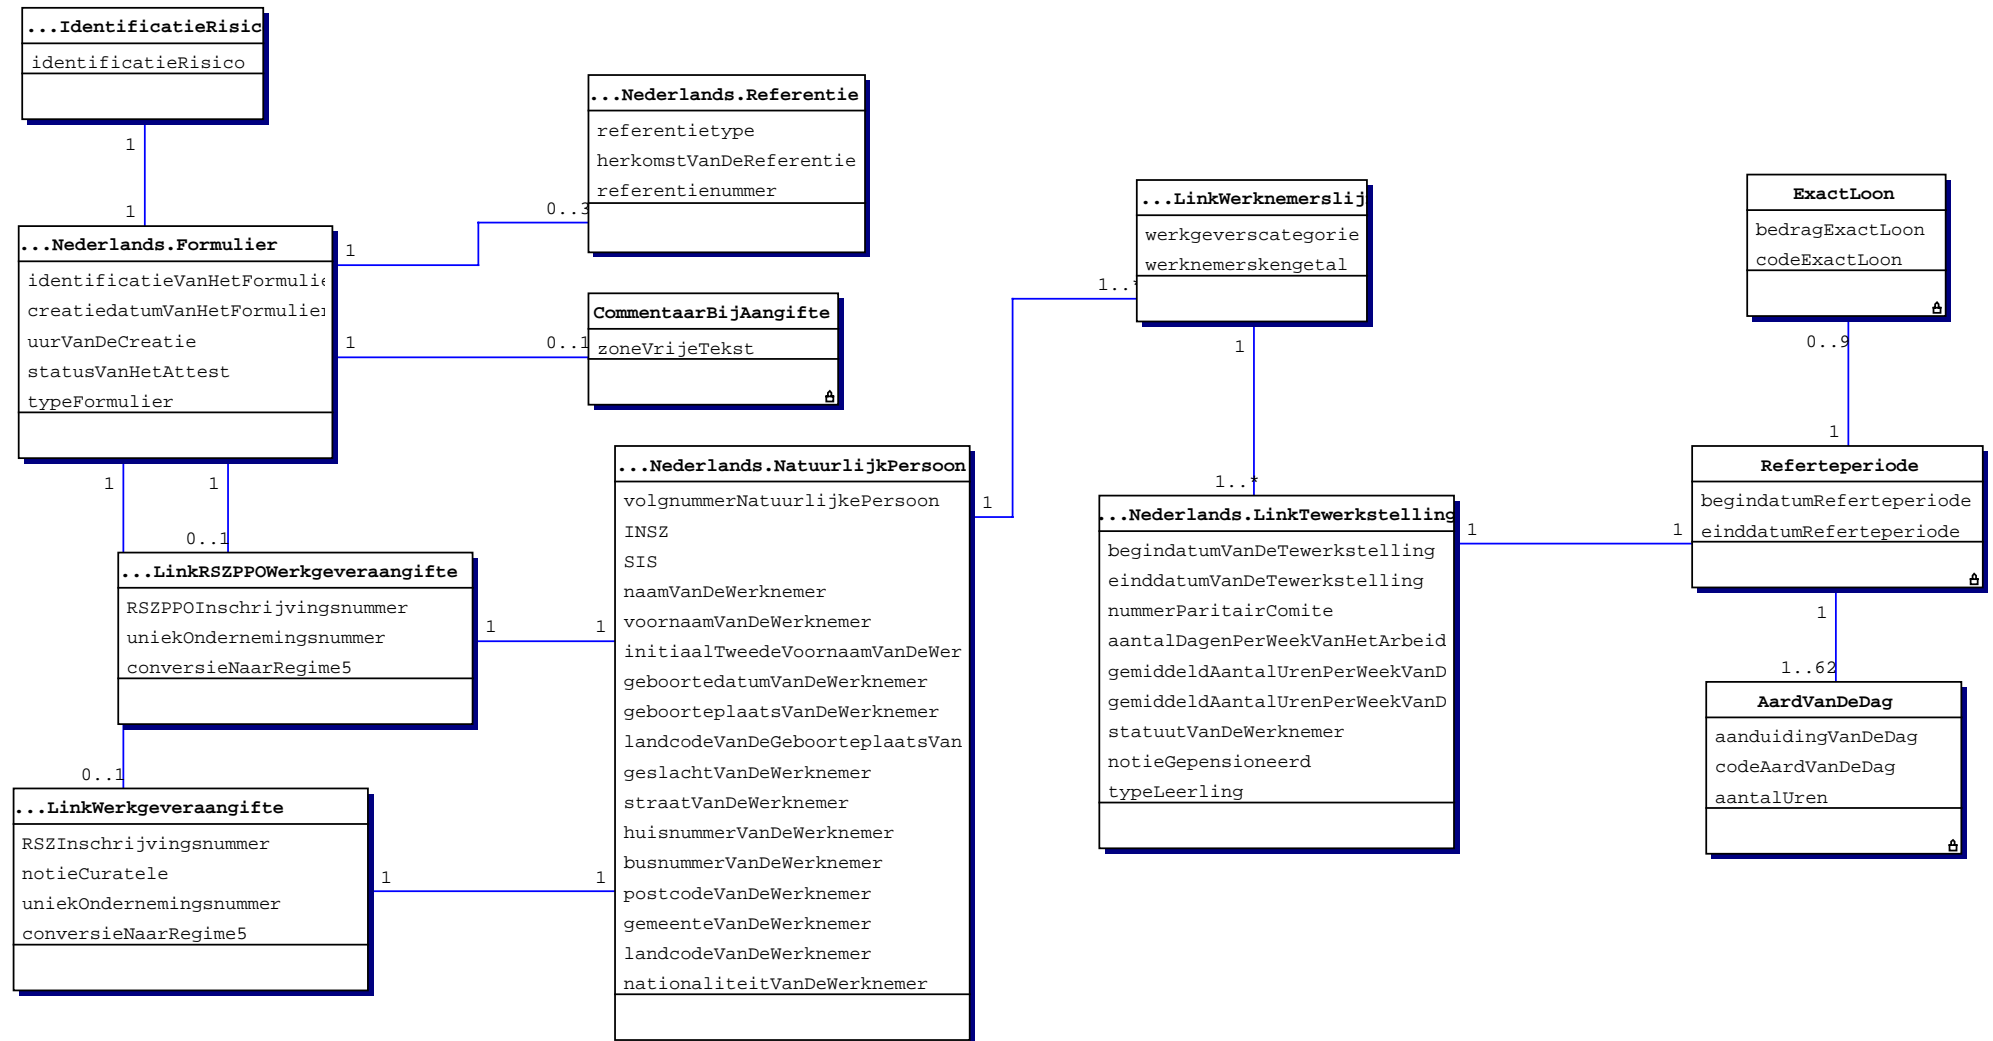 ...IdentificatieRisic
identificatieRisico
1
1
...Nederlands.Formulier
identificatieVanHetFormulie
creatiedatumVanHetFormulier
uurVanDeCreatie
statusVanHetAttest
typeFormulier
1
0..3
...Nederlands.Referentie
referentietype
herkomstVanDeReferentie
referentienummer
1
0..1
CommentaarBijAangifte
zoneVrijeTekst
1
1
0..1
...LinkRSZPPOWerkgeveraangifte
RSZPPOInschrijvingsnummer
uniekOndernemingsnummer
conversieNaarRegime5
1
1
0..1
...LinkWerkgeveraangifte
RSZInschrijvingsnummer
notieCuratele
uniekOndernemingsnummer
conversieNaarRegime5
1
1
...Nederlands.NatuurlijkPersoon
volgnummerNatuurlijkePersoon
INSZ
SIS
naamVanDeWerknemer
voornaamVanDeWerknemer
initiaalTweedeVoornaamVanDeWer
geboortedatumVanDeWerknemer
geboorteplaatsVanDeWerknemer
landcodeVanDeGeboorteplaatsVan
geslachtVanDeWerknemer
straatVanDeWerknemer
huisnummerVanDeWerknemer
busnummerVanDeWerknemer
postcodeVanDeWerknemer
gemeenteVanDeWerknemer
landcodeVanDeWerknemer
nationaliteitVanDeWerknemer
1
1..*
...LinkWerknemerslij
werkgeverscategorie
werknemerskengetal
1
1..*
...Nederlands.LinkTewerkstelling
begindatumVanDeTewerkstelling
einddatumVanDeTewerkstelling
nummerParitairComite
aantalDagenPerWeekVanHetArbeid
gemiddeldAantalUrenPerWeekVanD
gemiddeldAantalUrenPerWeekVanD
statuutVanDeWerknemer
notieGepensioneerd
typeLeerling
1
1
ExactLoon
bedragExactLoon
codeExactLoon
0..9
1
Referteperiode
begindatumReferteperiode
einddatumReferteperiode
1
1..62
AardVanDeDag
aanduidingVanDeDag
codeAardVanDeDag
aantalUren